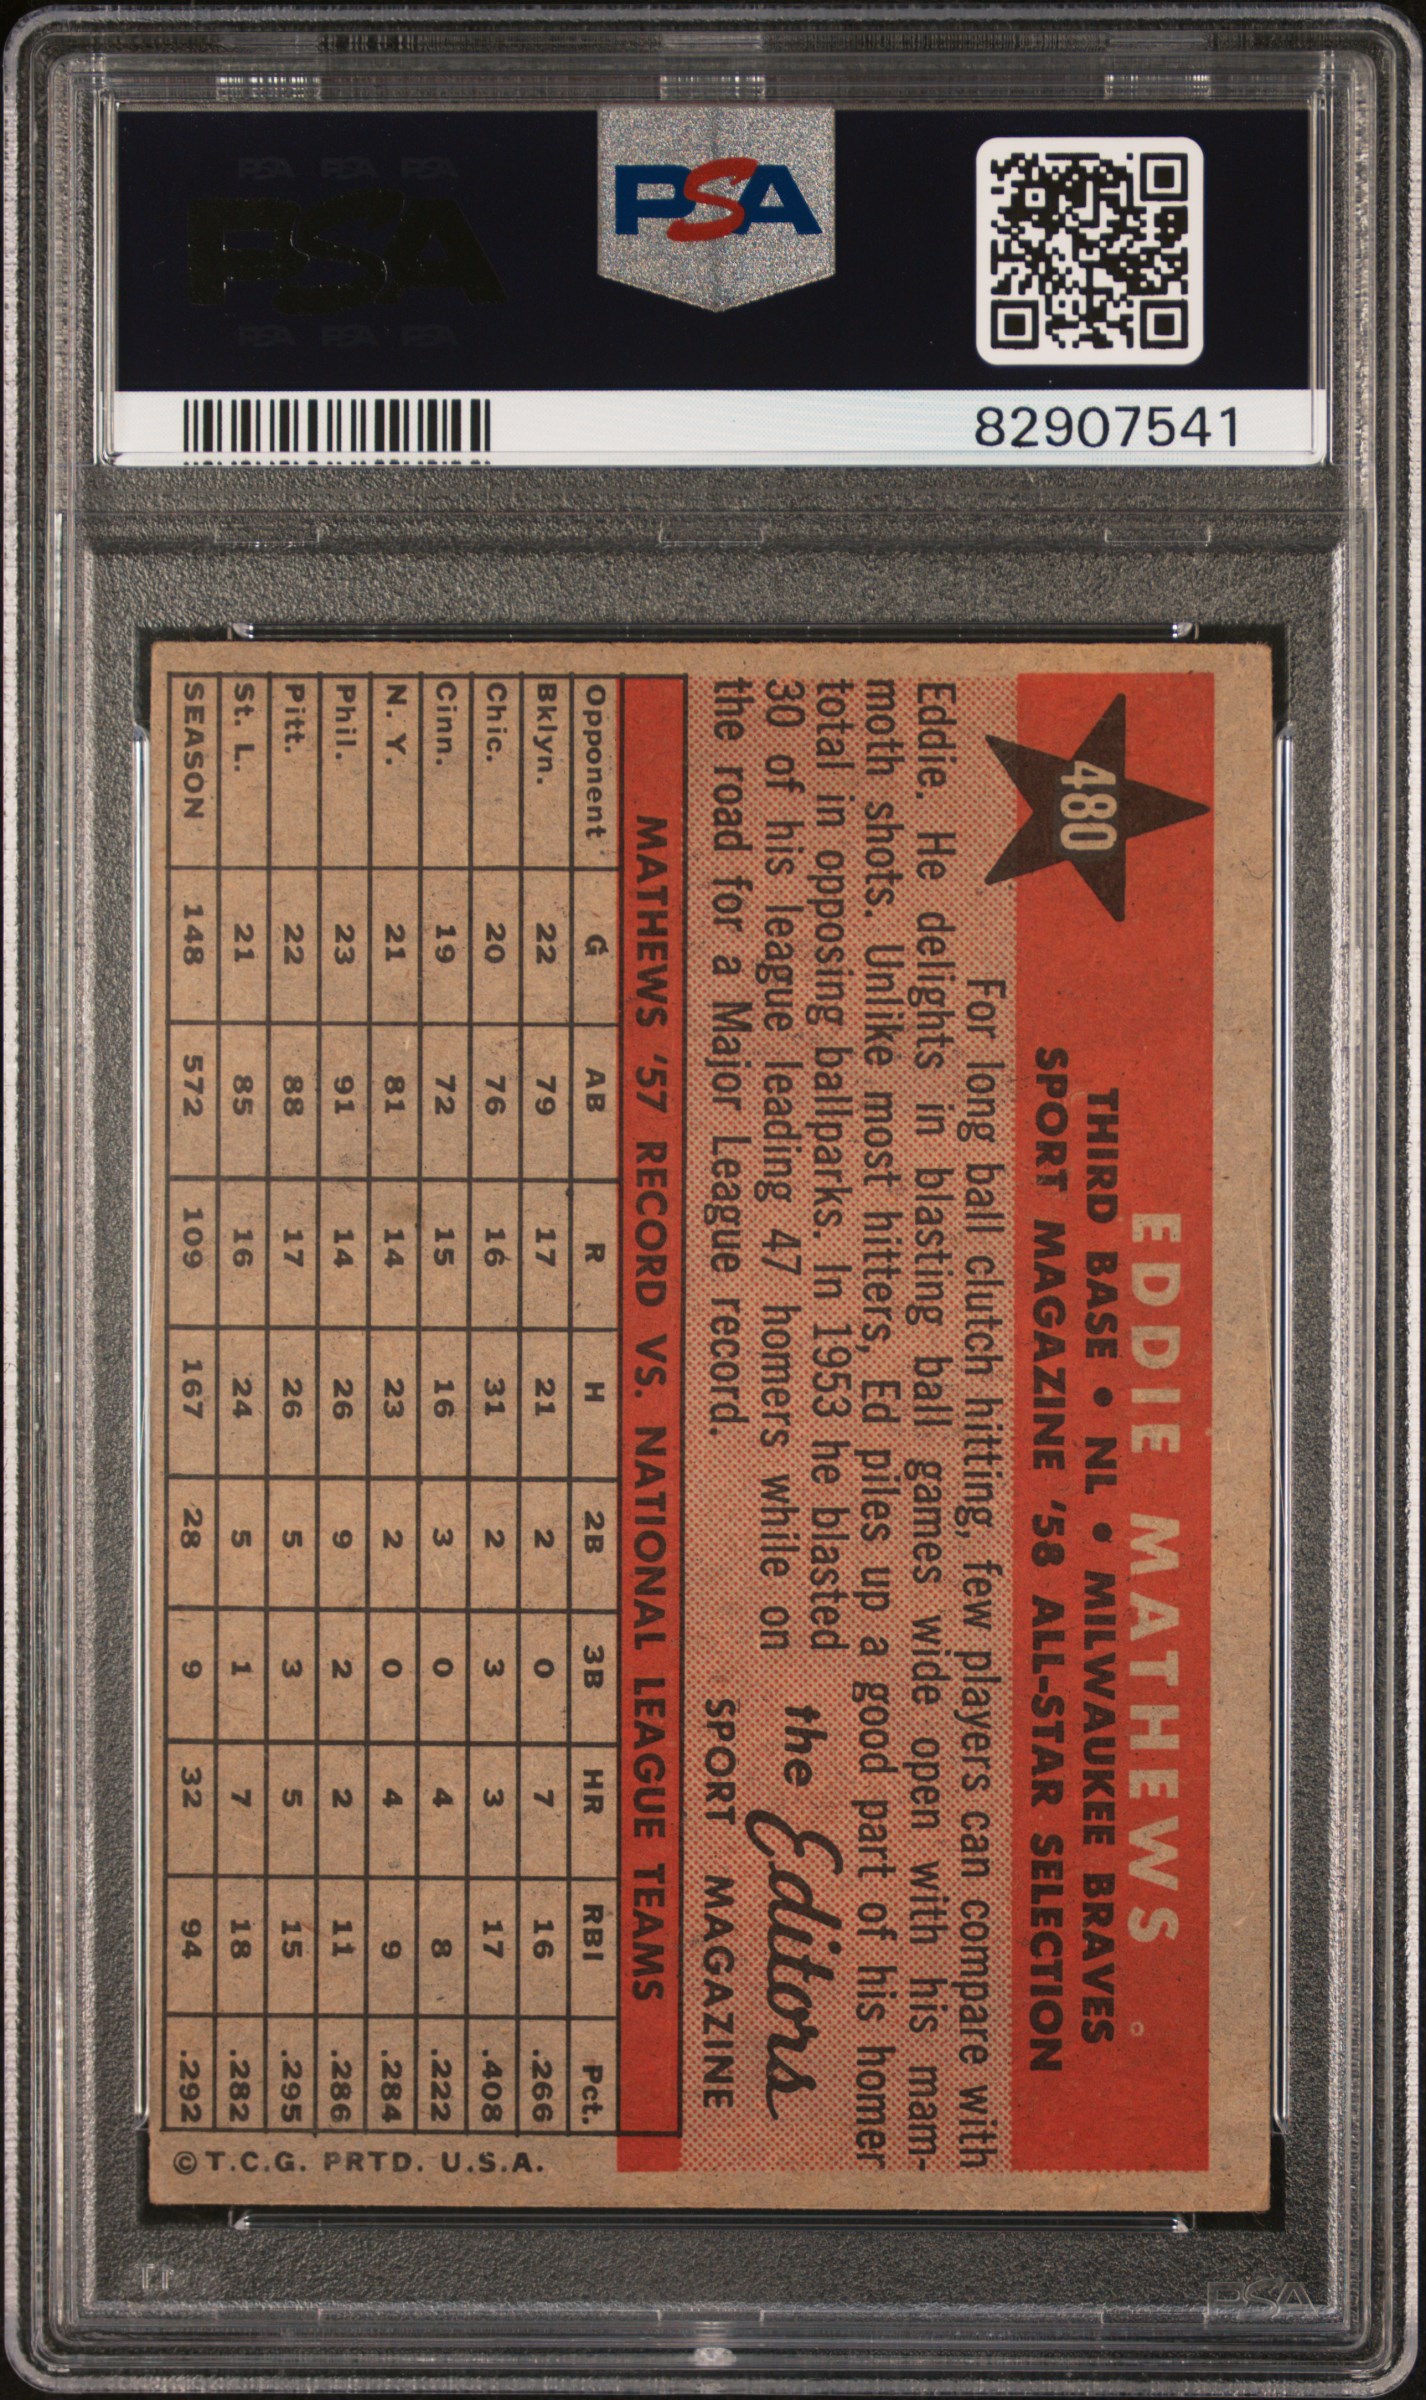 PSA PSA PSA
PSA
PSA PSA PSA
PSA
82907541
480
EDDIE MATHEWS
THIRD BASE • NL • MILWAUKEE BRAVES
SPORT MAGAZINE '58 ALL-STAR SELECTION
For long ball clutch hitting, few players can compare with
Eddie. He delights in blasting ball games wide open with his mam-
moth shots. Unlike most hitters, Ed piles up a good part of his homer
total in opposing ballparks. In 1953 he blasted
30 of his league leading 47 homers while on
the road for a Major League record.
the Editors
SPORT MAGAZINE
MATHEWS '57 RECORD VS. NATIONAL LEAGUE TEAMS
Opponent G AB R H 2B 3B HR RBI Pct.
Bklyn. 22 79 17 21 2 0 7 16 .266
Chic. 20 76 16 31 2 3 3 17 .408
Cinn. 19 72 15 16 3 0 4 8 .222
N. Y. 21 81 14 23 2 0 4 9 .284
Phil. 23 91 14 26 9 2 2 11 .286
Pitt. 22 88 17 26 5 3 5 15 .295
St. L. 21 85 16 24 5 1 7 18 .282
SEASON 148 572 109 167 28 9 32 94 .292
© T.C.G. PRTD. U.S.A.
PSA